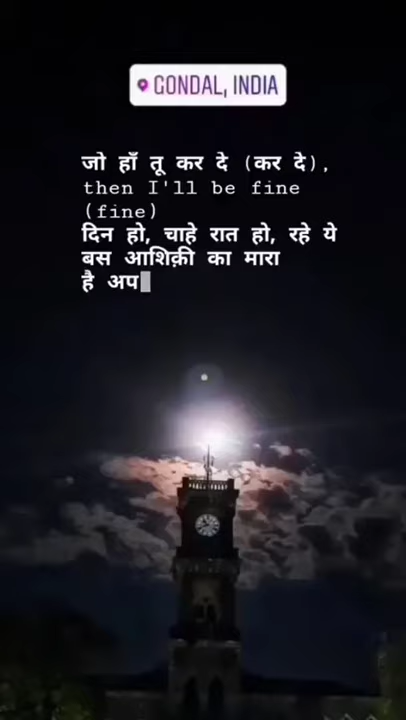 GONDAL, INDIA
जो हाँ तू कर दे (कर दे),
then I'll be fine
(fine)
दिन हो, चाहे रात हो, रहे ये
बस आशिक़ी का मारा
है अप